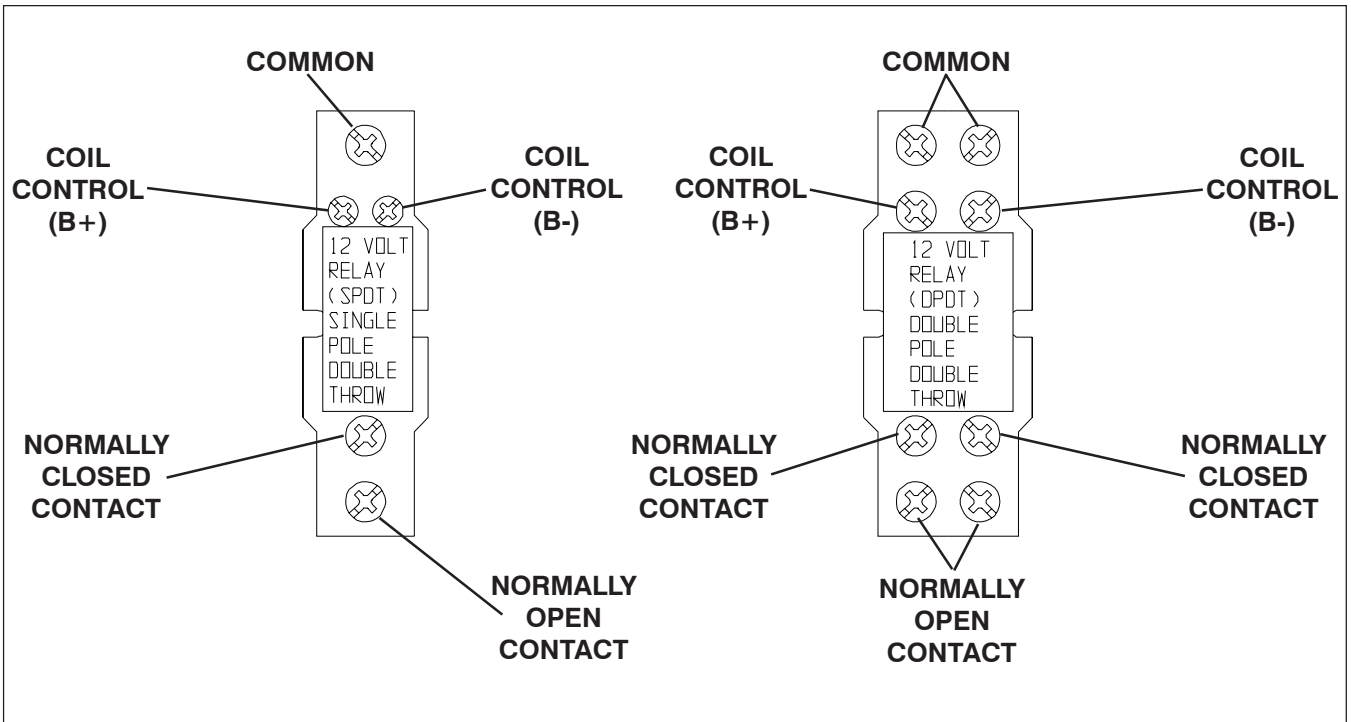 COMMON
COIL
CONTROL
(B+)
COIL
CONTROL
(B-)
12 VOLT
RELAY
(SPDT)
SINGLE
POLE
DOUBLE
THROW
NORMALLY
CLOSED
CONTACT
NORMALLY
OPEN
CONTACT
COMMON
COIL
CONTROL
(B+)
COIL
CONTROL
(B-)
12 VOLT
RELAY
(DPDT)
DOUBLE
POLE
DOUBLE
THROW
NORMALLY
CLOSED
CONTACT
NORMALLY
CLOSED
CONTACT
NORMALLY
OPEN
CONTACT